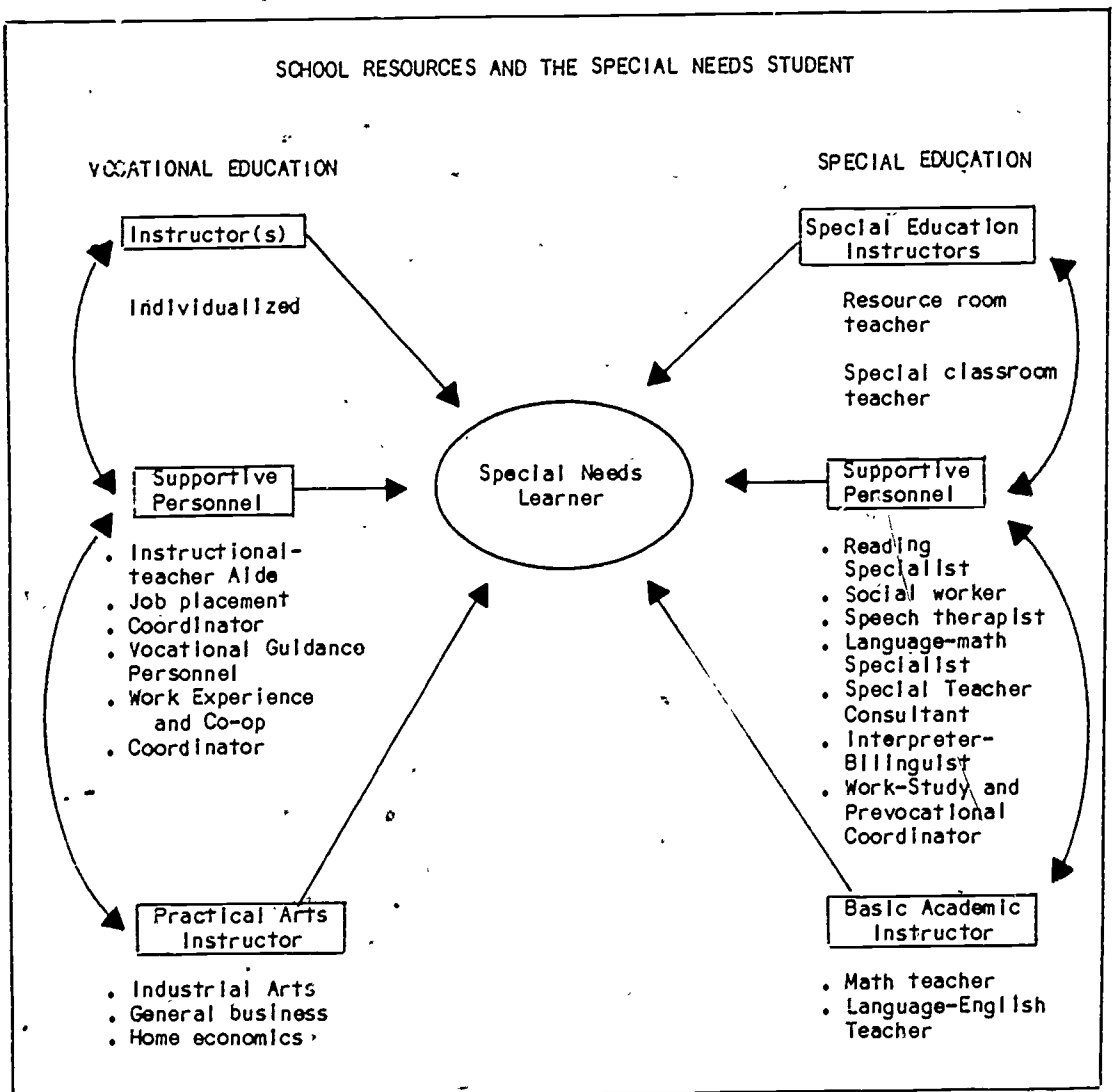 SCHOOL RESOURCES AND THE SPECIAL NEEDS STUDENT
VOCATIONAL EDUCATION
Instructor(s)
Individualized
Supportive
Personnel
. Instructional-
teacher Aide
. Job placement
. Coordinator
. Vocational Guidance
Personnel
. Work Experience
and Co-op
. Coordinator
Practical Arts
Instructor
. Industrial Arts
. General business
. Home economics
Special Needs
Learner
SPECIAL EDUCATION
Special Education
Instructors
Resource room
teacher
Special classroom
teacher
Supportive
Personnel
. Reading
Specialist
. Social worker
. Speech therapist
. Language-math
Specialist
. Special Teacher
Consultant
. Interpreter-
Bilinguist
. Work-Study and
Prevocational
Coordinator
Basic Academic
Instructor
. Math teacher
. Language-English
Teacher